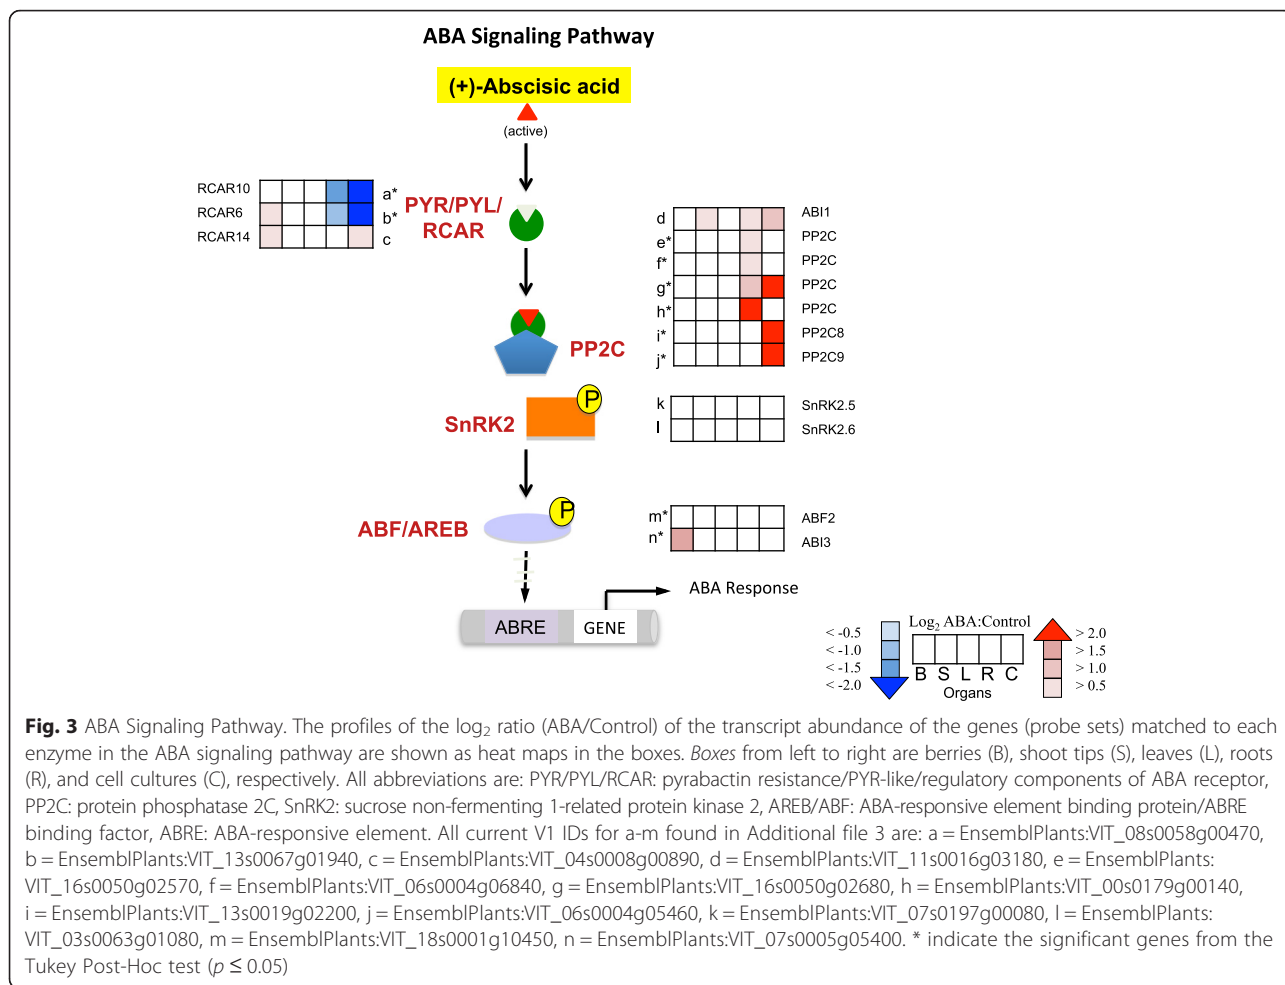 ABA Signaling Pathway
(+)-Abscisic acid
(active)
RCAR10
a*
RCAR6
b*
RCAR14
c
PYR/PYL/
RCAR
d
ABI1
e*
PP2C
f*
PP2C
g*
PP2C
h*
PP2C
i*
PP2C8
j*
PP2C9
PP2C
P
SnRK2
k
SnRK2.5
l
SnRK2.6
P
ABF/AREB
m*
ABF2
n*
ABI3
ABA Response
ABRE
GENE
Log2 ABA:Control
< -0.5
< -1.0
< -1.5
< -2.0
> 2.0
> 1.5
> 1.0
> 0.5
B S L R C
Organs
Fig. 3 ABA Signaling Pathway. The profiles of the log2 ratio (ABA/Control) of the transcript abundance of the genes (probe sets) matched to each
enzyme in the ABA signaling pathway are shown as heat maps in the boxes. Boxes from left to right are berries (B), shoot tips (S), leaves (L), roots
(R), and cell cultures (C), respectively. All abbreviations are: PYR/PYL/RCAR: pyrabactin resistance/PYR-like/regulatory components of ABA receptor,
PP2C: protein phosphatase 2C, SnRK2: sucrose non-fermenting 1-related protein kinase 2, AREB/ABF: ABA-responsive element binding protein/ABRE
binding factor, ABRE: ABA-responsive element. All current V1 IDs for a-m found in Additional file 3 are: a = EnsemblPlants:VIT_08s0058g00470,
b = EnsemblPlants:VIT_13s0067g01940, c = EnsemblPlants:VIT_04s0008g00890, d = EnsemblPlants:VIT_11s0016g03180, e = EnsemblPlants:
VIT_16s0050g02570, f = EnsemblPlants:VIT_06s0004g06840, g = EnsemblPlants:VIT_16s0050g02680, h = EnsemblPlants:VIT_00s0179g00140,
i = EnsemblPlants:VIT_13s0019g02200, j = EnsemblPlants:VIT_06s0004g05460, k = EnsemblPlants:VIT_07s0197g00080, l = EnsemblPlants:
VIT_03s0063g01080, m = EnsemblPlants:VIT_18s0001g10450, n = EnsemblPlants:VIT_07s0005g05400. * indicate the significant genes from the
Tukey Post-Hoc test (p ≤ 0.05)